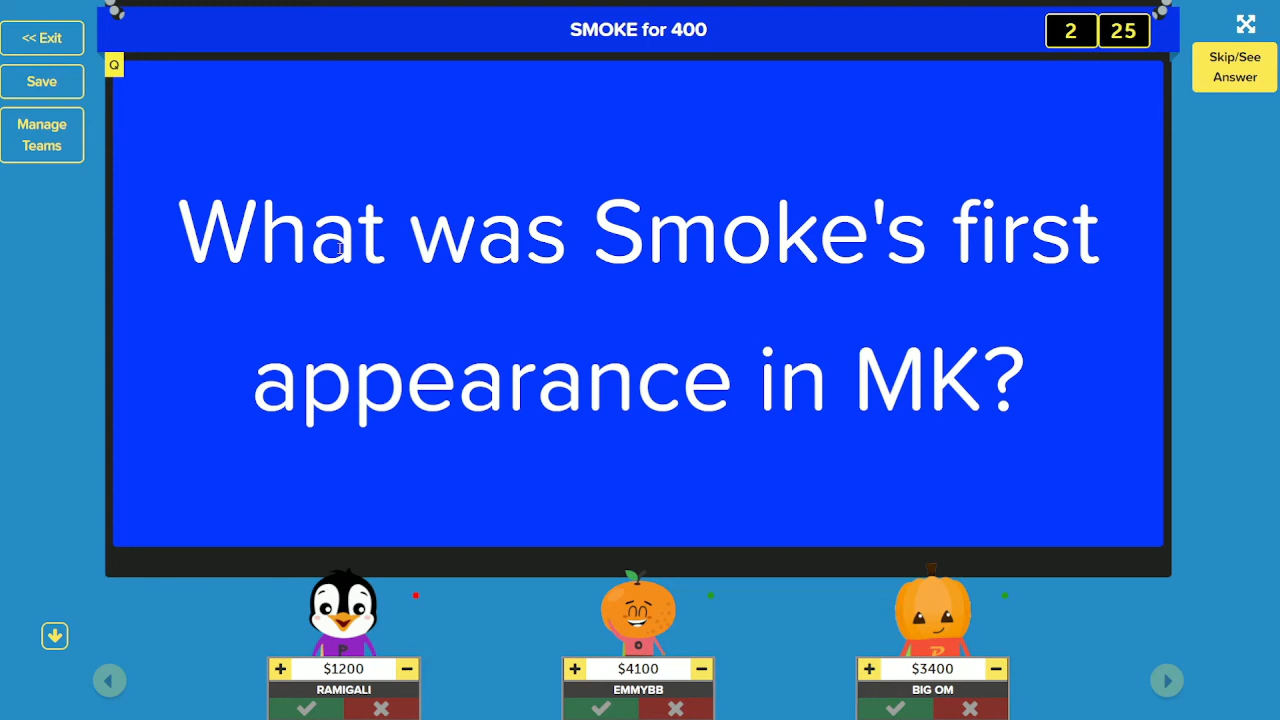 << Exit
SMOKE for 400
2 25
Skip/See
Answer
Q
Save
Manage
Teams
What was Smoke's first
appearance in MK?
P
O
P
+ $1200 −
+ $4100 −
+ $3400 −
RAMIGALI
EMMYBB
BIG OM